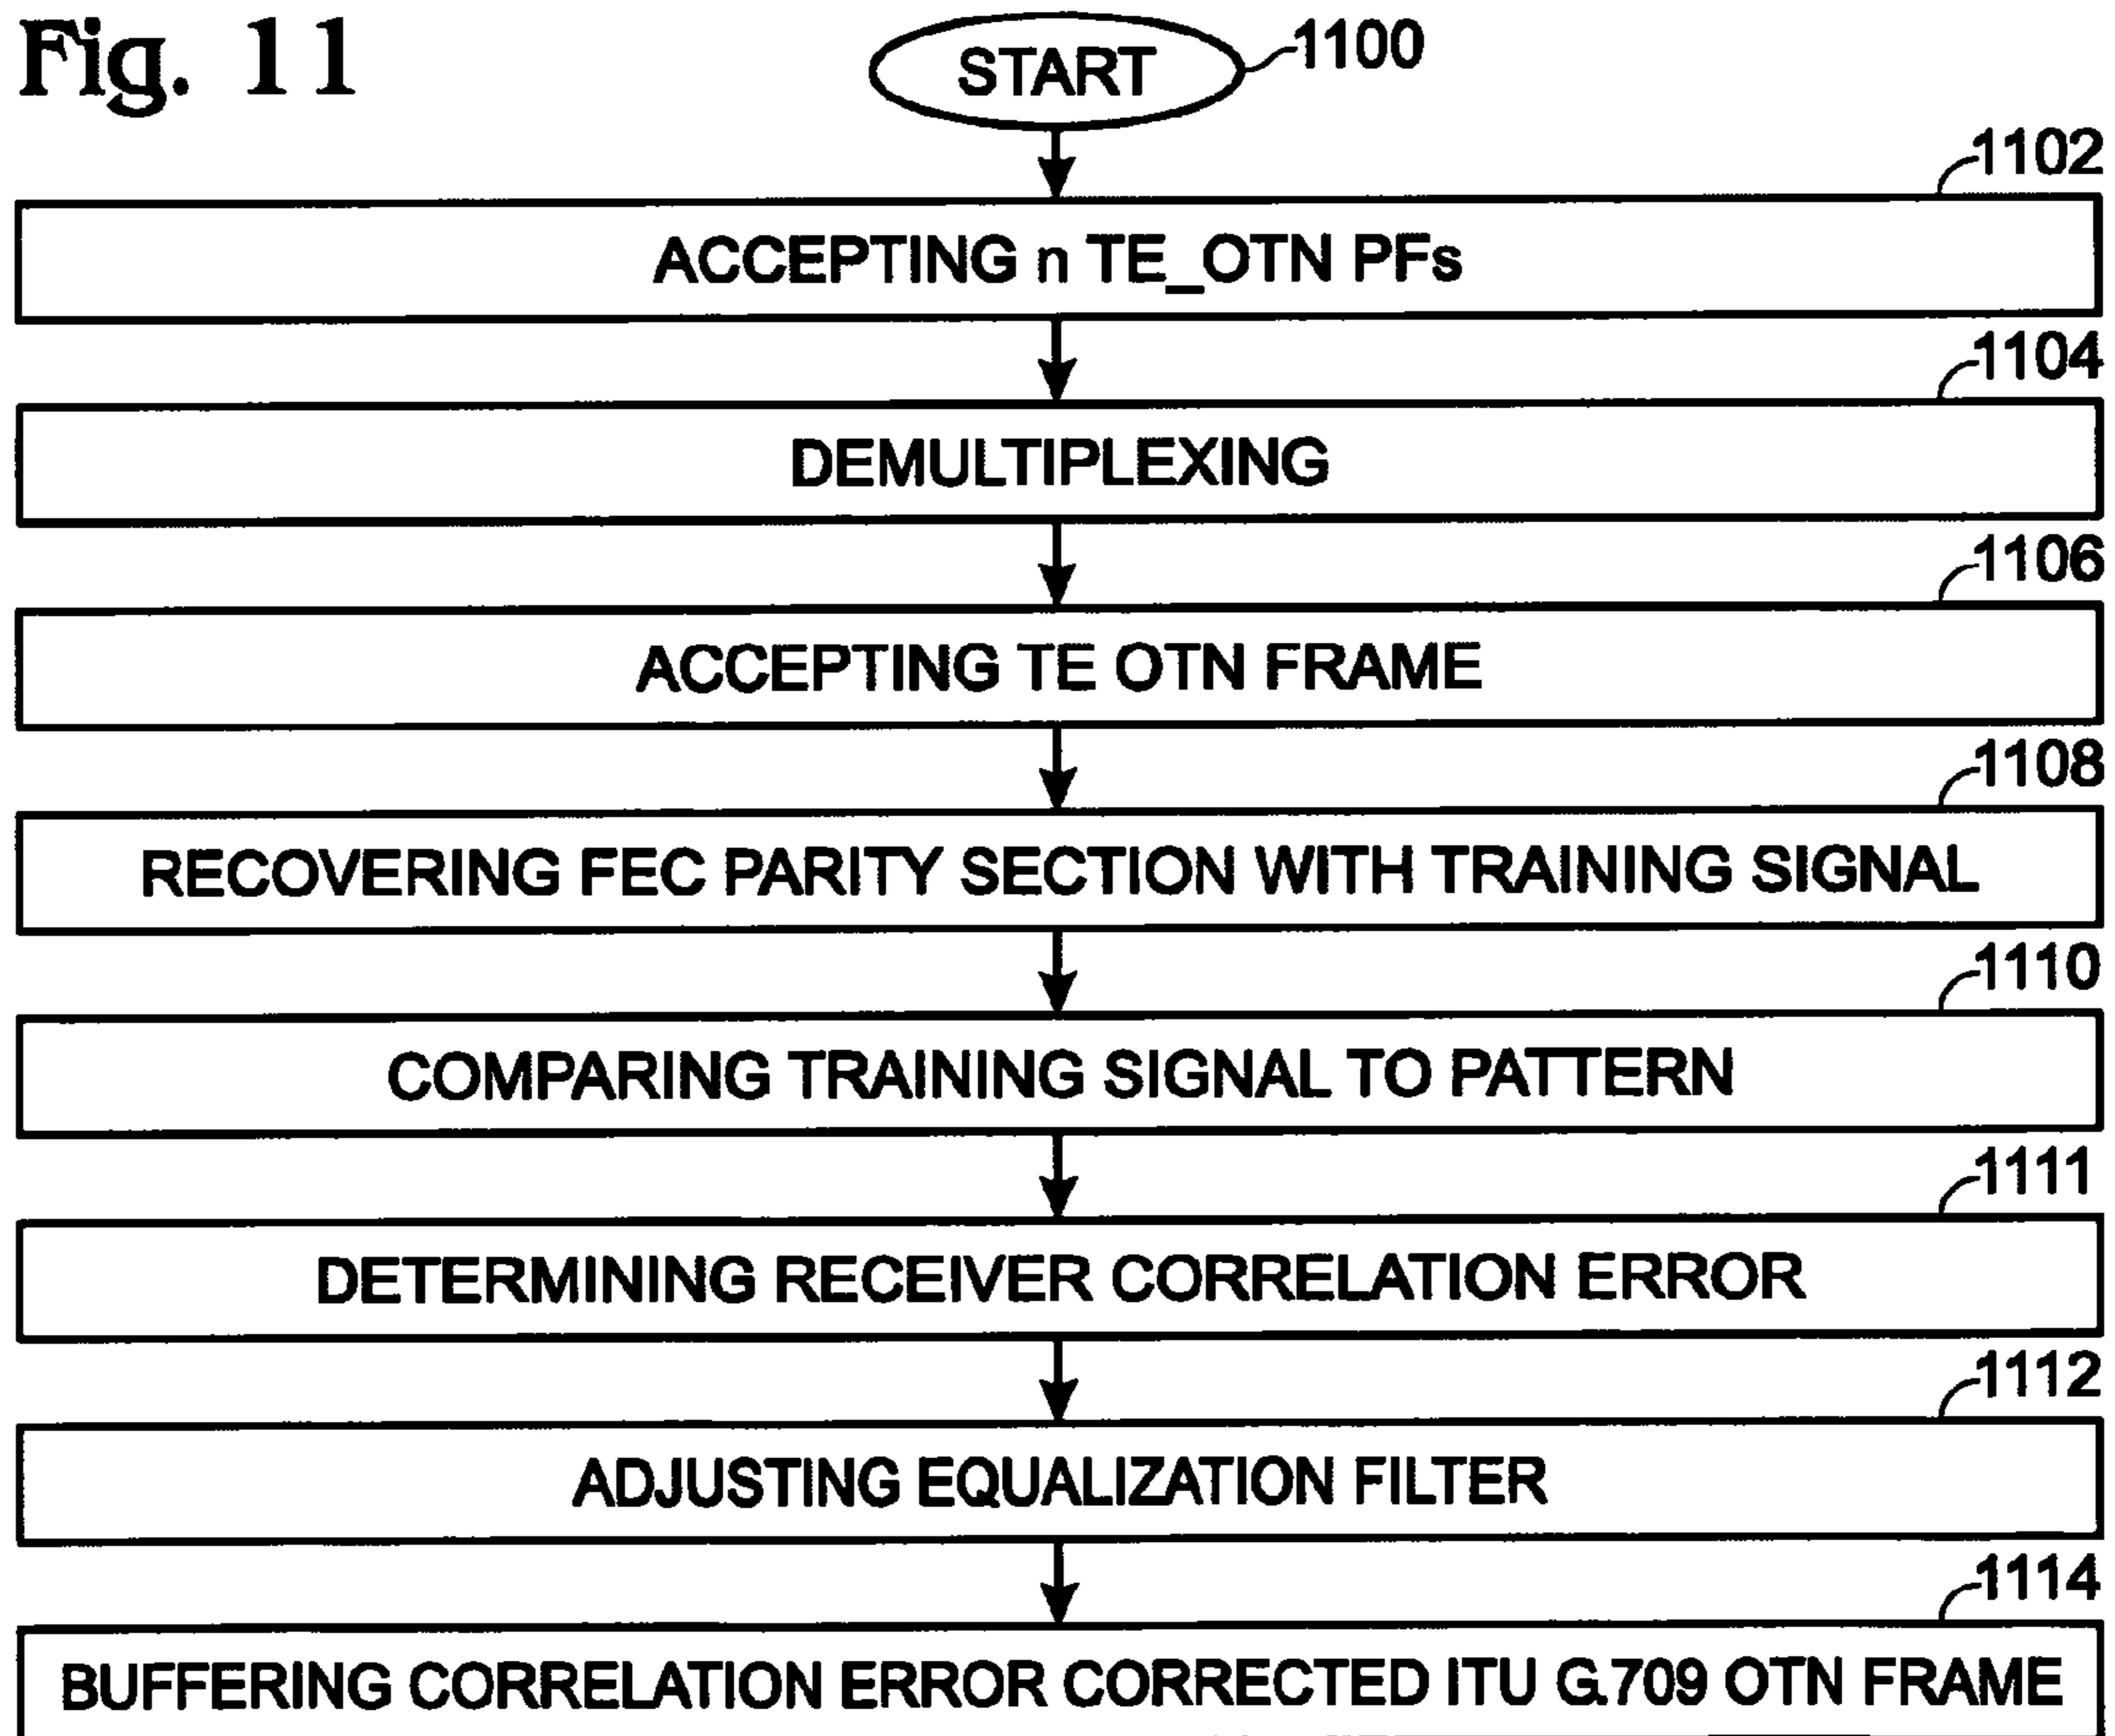 Fig. 11
START
1100
1102
ACCEPTING n TE_OTN PFs
1104
DEMULTIPLEXING
1106
ACCEPTING TE OTN FRAME
1108
RECOVERING FEC PARITY SECTION WITH TRAINING SIGNAL
1110
COMPARING TRAINING SIGNAL TO PATTERN
1111
DETERMINING RECEIVER CORRELATION ERROR
1112
ADJUSTING EQUALIZATION FILTER
1114
BUFFERING CORRELATION ERROR CORRECTED ITU G.709 OTN FRAME